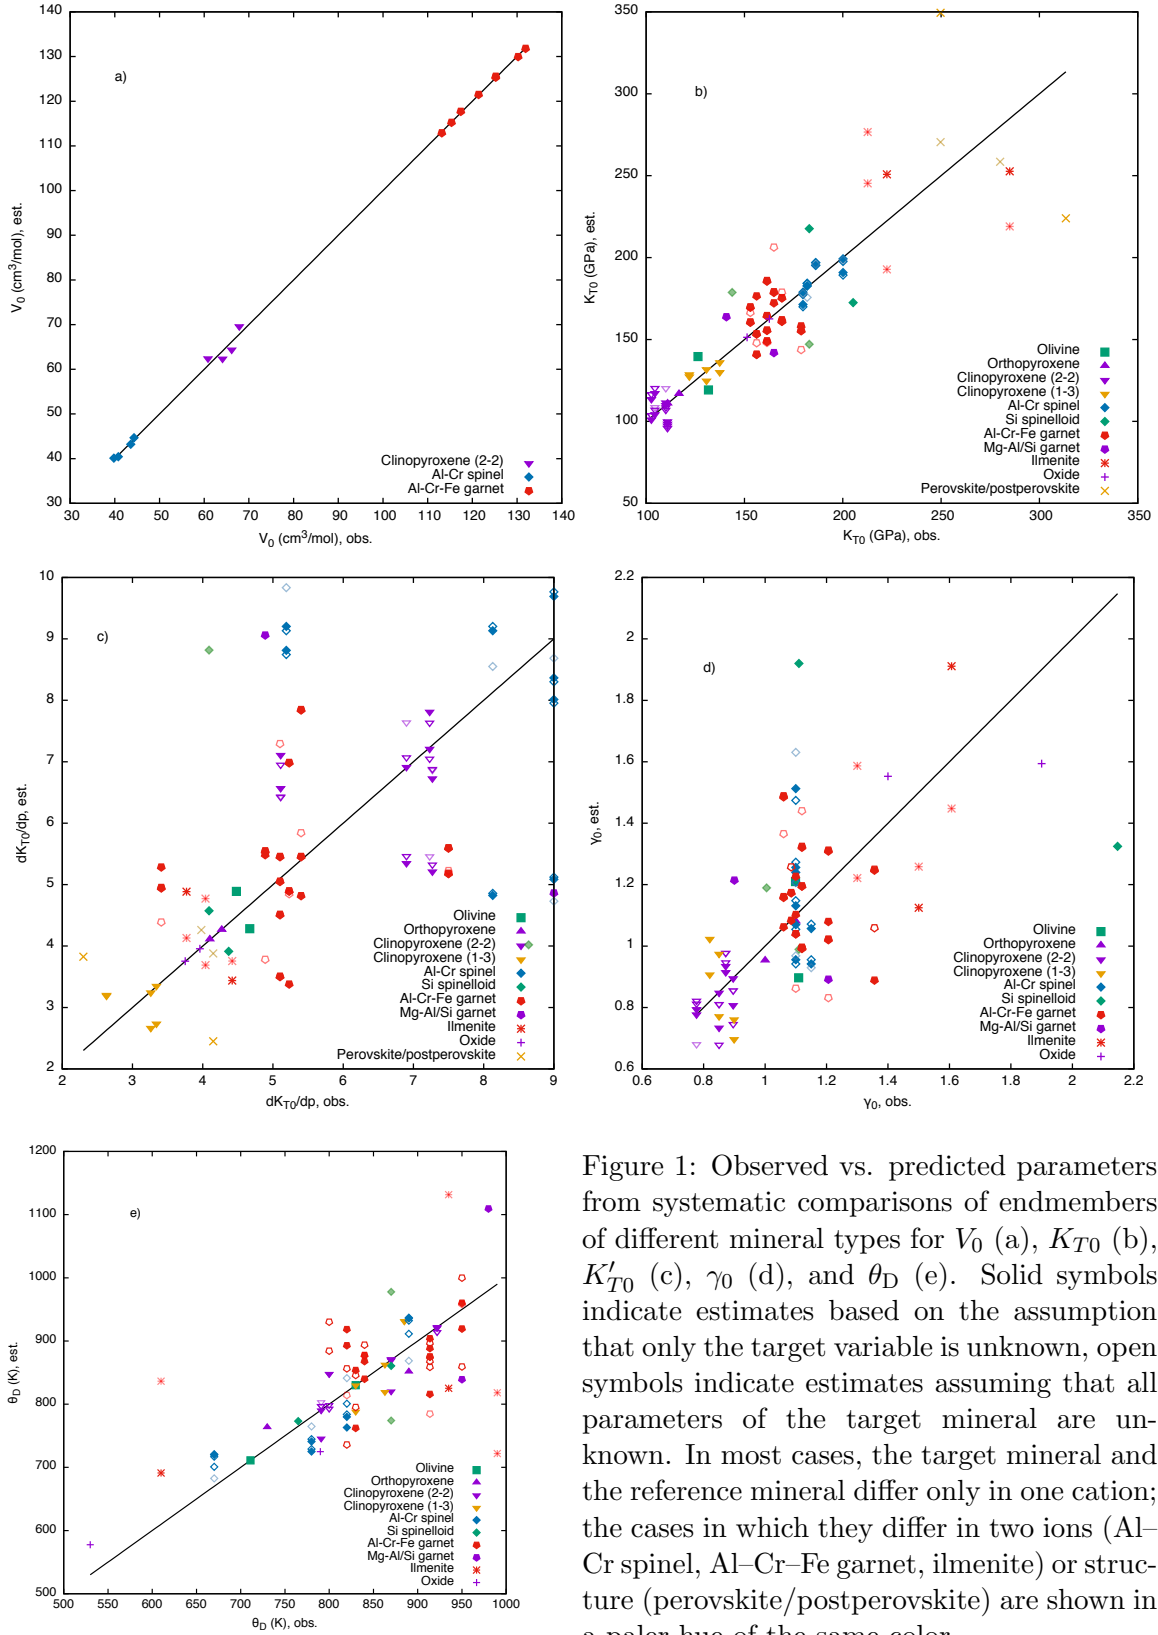 140
130
120
110
100
90
80
70
60
50
40
30
V0 (cm3/mol), est.
a)
Clinopyroxene (2-2)
Al-Cr spinel
Al-Cr-Fe garnet
30 40 50 60 70 80 90 100 110 120 130 140
V0 (cm3/mol), obs.
350
300
250
200
150
100
50
KT0 (GPa), est.
b)
Olivine
Orthopyroxene
Clinopyroxene (2-2)
Clinopyroxene (1-3)
Al-Cr spinel
Si spinelloid
Al-Cr-Fe garnet
Mg-Al/Si garnet
Ilmenite
Oxide
Perovskite/postperovskite
100 150 200 250 300 350
KT0 (GPa), obs.
10
9
8
7
6
5
4
3
2
dKT0/dp, est.
c)
Olivine
Orthopyroxene
Clinopyroxene (2-2)
Clinopyroxene (1-3)
Al-Cr spinel
Si spinelloid
Al-Cr-Fe garnet
Mg-Al/Si garnet
Ilmenite
Oxide
Perovskite/postperovskite
2 3 4 5 6 7 8 9
dKT0/dp, obs.
2.2
2
1.8
1.6
1.4
1.2
1
0.8
0.6
γ0, est.
d)
Olivine
Orthopyroxene
Clinopyroxene (2-2)
Clinopyroxene (1-3)
Al-Cr spinel
Si spinelloid
Al-Cr-Fe garnet
Mg-Al/Si garnet
Ilmenite
Oxide
0.6 0.8 1 1.2 1.4 1.6 1.8 2 2.2
γ0, obs.
1200
1100
1000
900
800
700
600
500
θD (K), est.
e)
Olivine
Orthopyroxene
Clinopyroxene (2-2)
Clinopyroxene (1-3)
Al-Cr spinel
Si spinelloid
Al-Cr-Fe garnet
Mg-Al/Si garnet
Ilmenite
Oxide
500 550 600 650 700 750 800 850 900 950 1000
θD (K), obs.
Figure 1: Observed vs. predicted parameters
from systematic comparisons of endmembers
of different mineral types for V0 (a), KT0 (b),
K′T0 (c), γ0 (d), and θD (e). Solid symbols
indicate estimates based on the assumption
that only the target variable is unknown, open
symbols indicate estimates assuming that all
parameters of the target mineral are un-
known. In most cases, the target mineral and
the reference mineral differ only in one cation;
the cases in which they differ in two ions (Al–
Cr spinel, Al–Cr–Fe garnet, ilmenite) or struc-
ture (perovskite/postperovskite) are shown in
a paler hue of the same color.